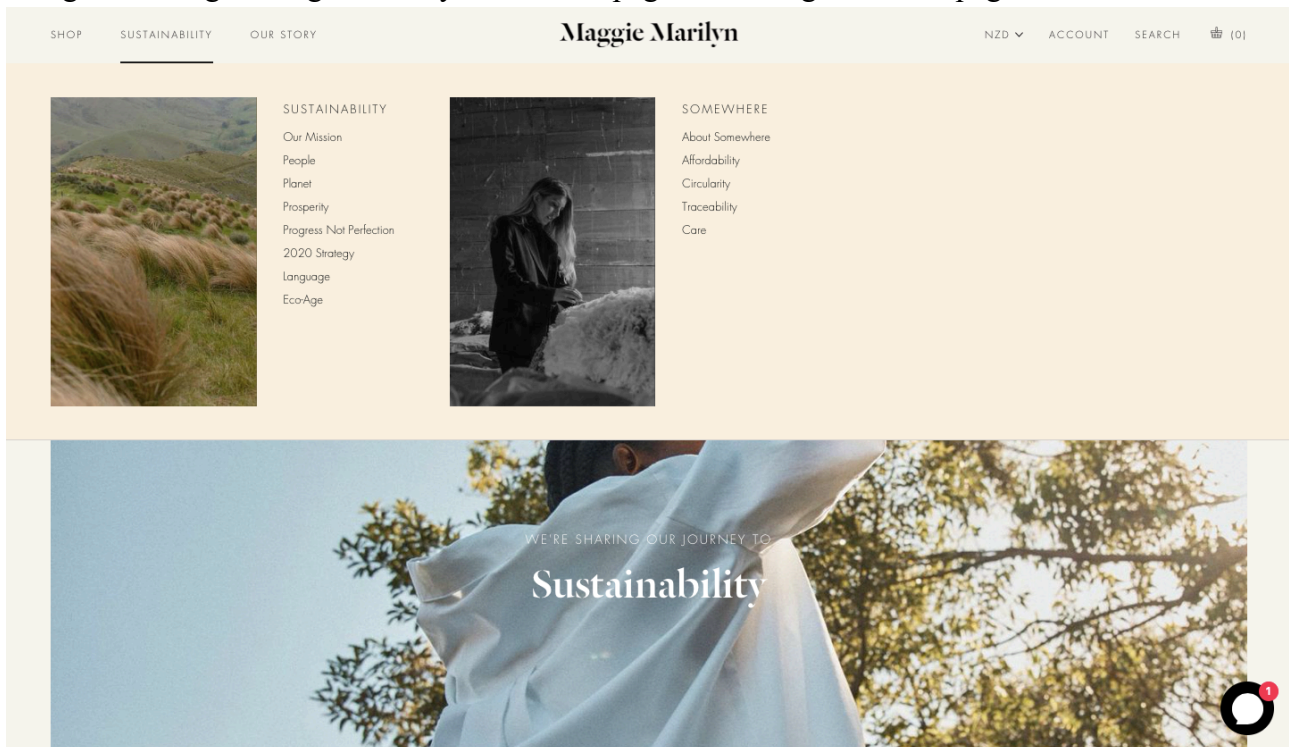 SHOP SUSTAINABILITY OUR STORY Maggie Marilyn NZD ACCOUNT SEARCH (0)
SUSTAINABILITY
Our Mission
People
Planet
Prosperity
Progress Not Perfection
2020 Strategy
Language
Eco-Age
SOMEWHERE
About Somewhere
Affordability
Circularity
Traceability
Care
WE'RE SHARING OUR JOURNEY TO
Sustainability
1